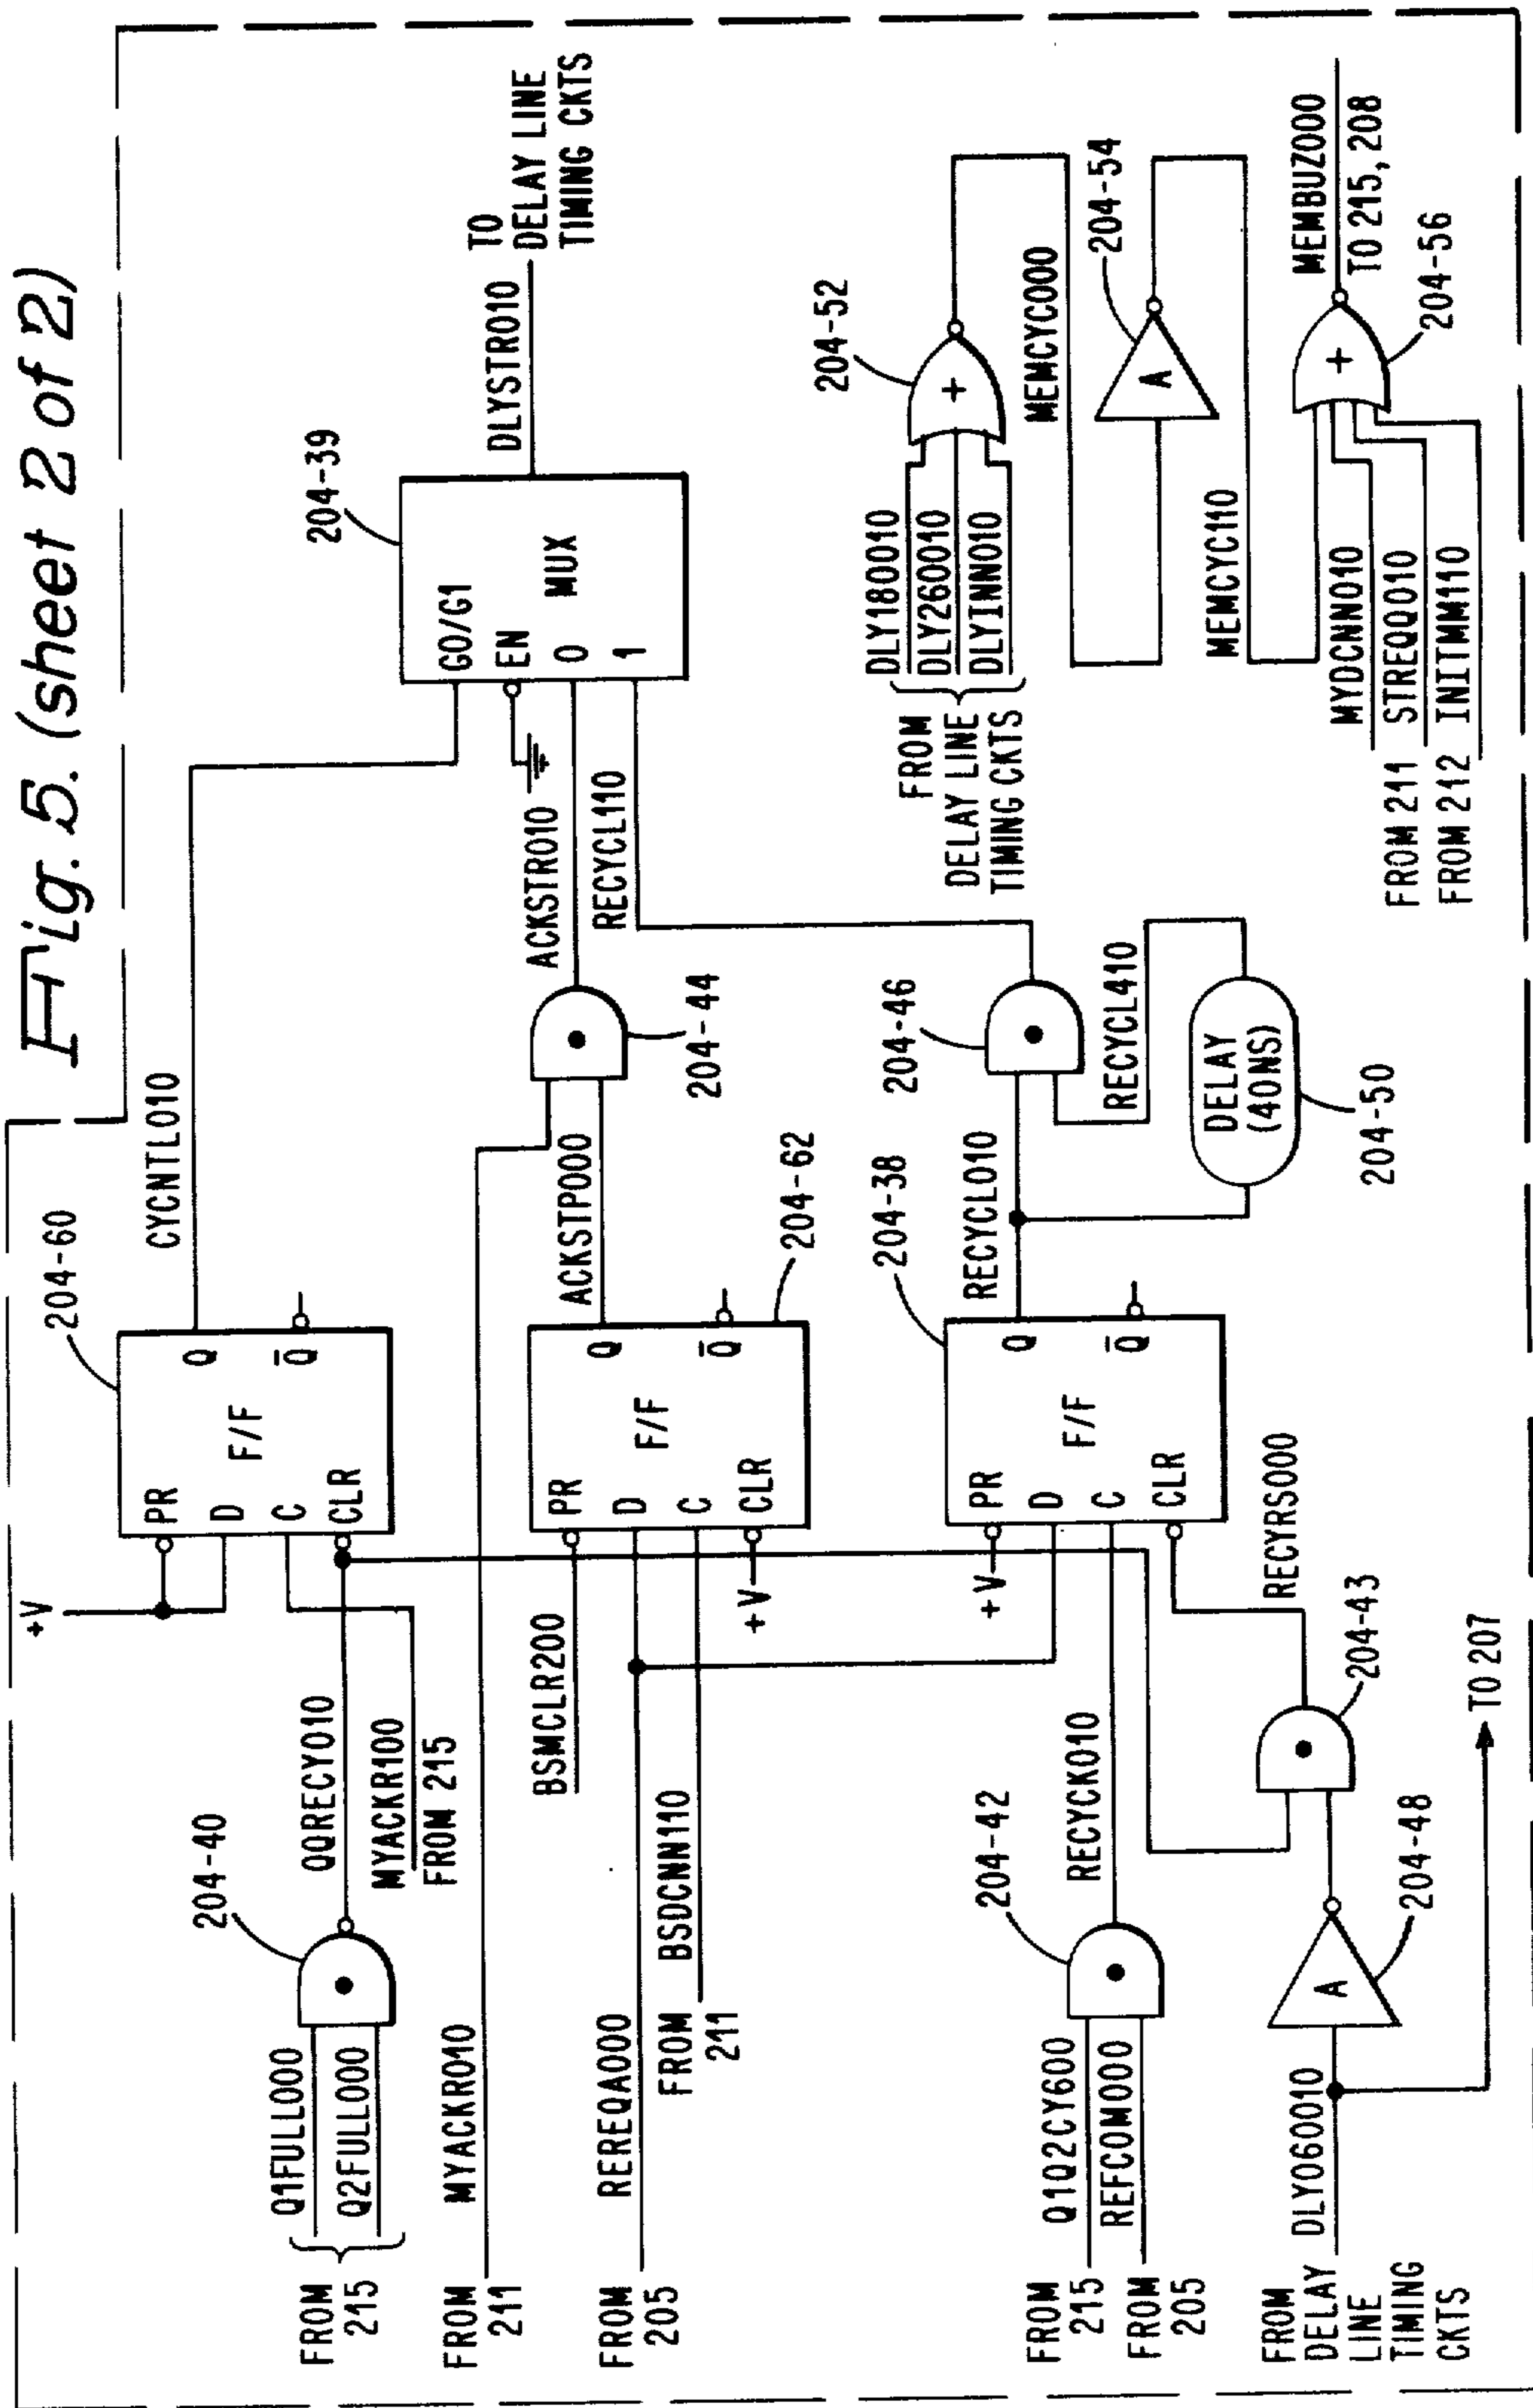 Fig. 5. (sheet 2 of 2)
+V
204-60
CYCNTL010
PR
D
C
CLR
F/F
Q
Q̅
204-40
Q1FULL000
Q2FULL000
FROM
215
QQRECY010
MYACKR100
FROM 215
204-39
GO/G1
EN
0
1
MUX
DLYSTR010
TO
DELAY LINE
TIMING CKTS
FROM
211
MYACKR010
BSMCLR200
PR
D
C
CLR
F/F
Q
Q̅
+V
204-62
ACKSTP000
204-44
ACKSTR010
RECYCL110
FROM
205
REREQA000
FROM
211
BSDCNN110
204-42
FROM
215
Q1Q2CY600
FROM
205
REFCOM000
RECYCK010
+V
PR
D
C
CLR
F/F
Q
Q̅
204-38
RECYCL010
204-46
RECYCL410
DELAY
(40NS)
204-50
RECYRS000
204-43
FROM
DELAY
LINE
TIMING
CKTS
DLY060010
A
204-48
TO 207
204-52
+
FROM
DELAY LINE
TIMING CKTS
DLY180010
DLY260010
DLYINN010
MEMCYC000
204-54
A
MEMCYC110
MYDCNN010
FROM 211 STREQQ010
FROM 212 INITMM110
+
204-56
MEMBUZ000
TO 215, 208